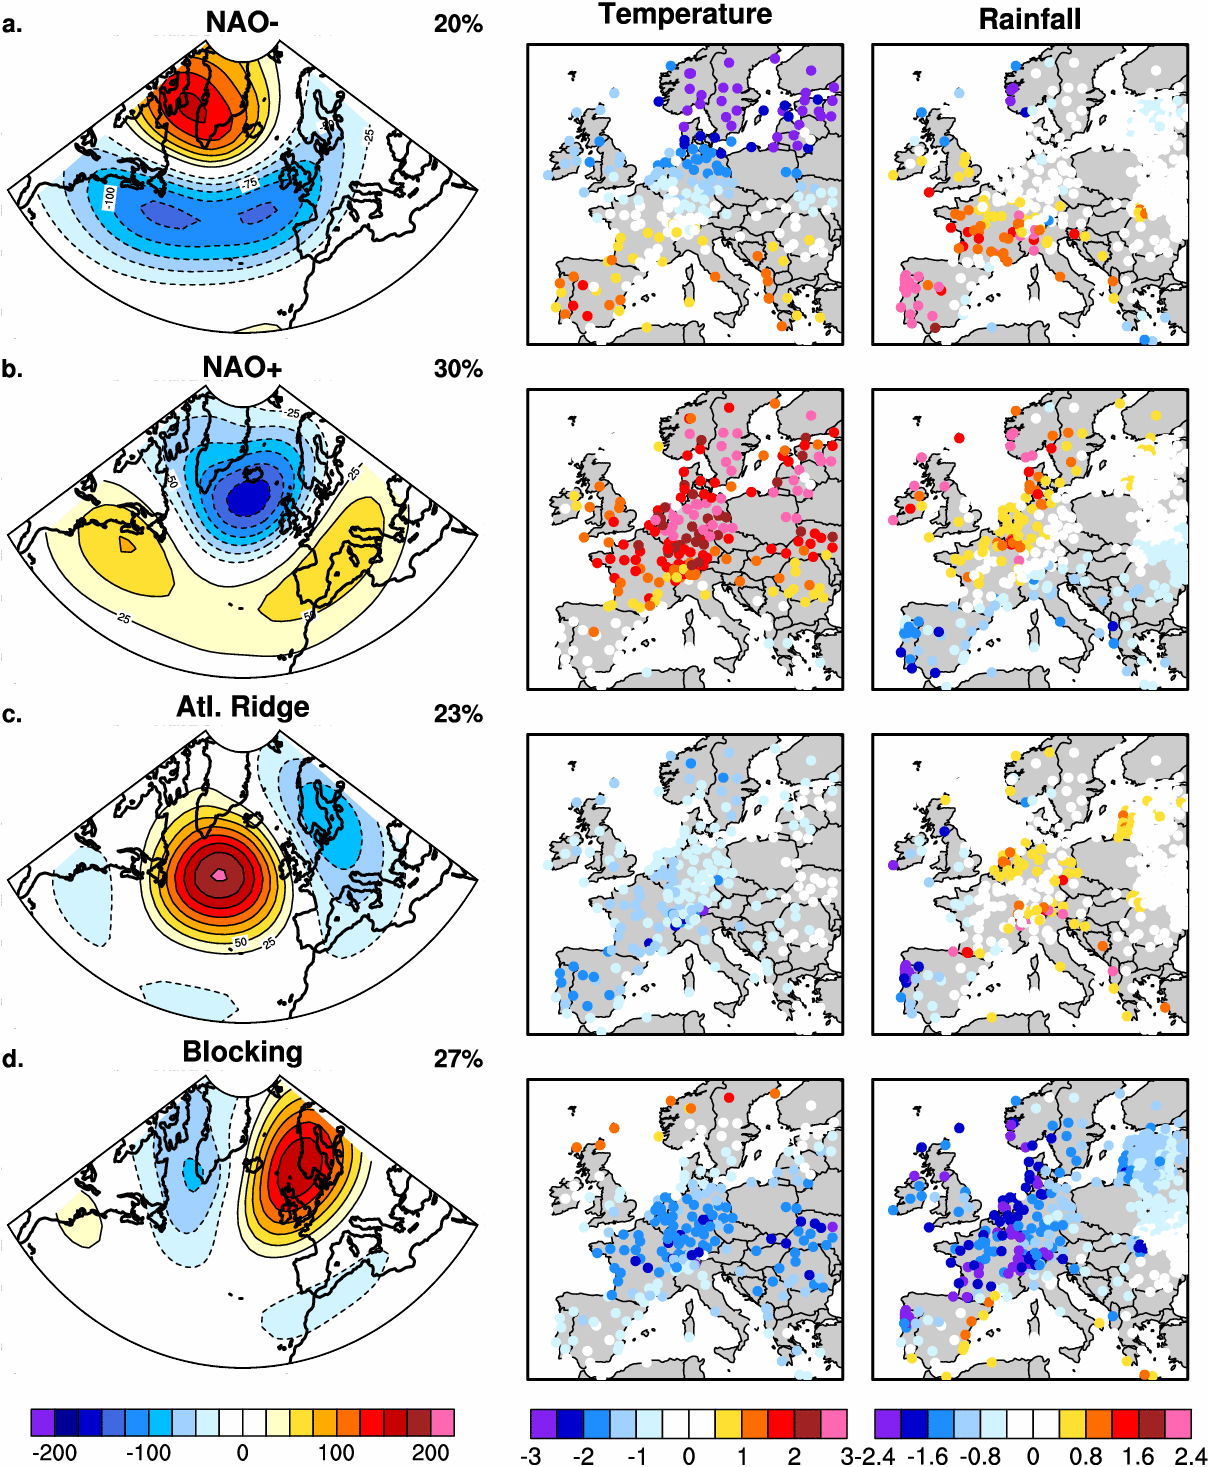 a. NAO- 20% Temperature Rainfall
-50
-25
-75
-100
b. NAO+ 30%
-25
-50
25
25
50
c. Atl. Ridge 23%
50 25
d. Blocking 27%
-200 -100 0 100 200
-3 -2 -1 0 1 2 3
-2.4 -1.6 -0.8 0 0.8 1.6 2.4